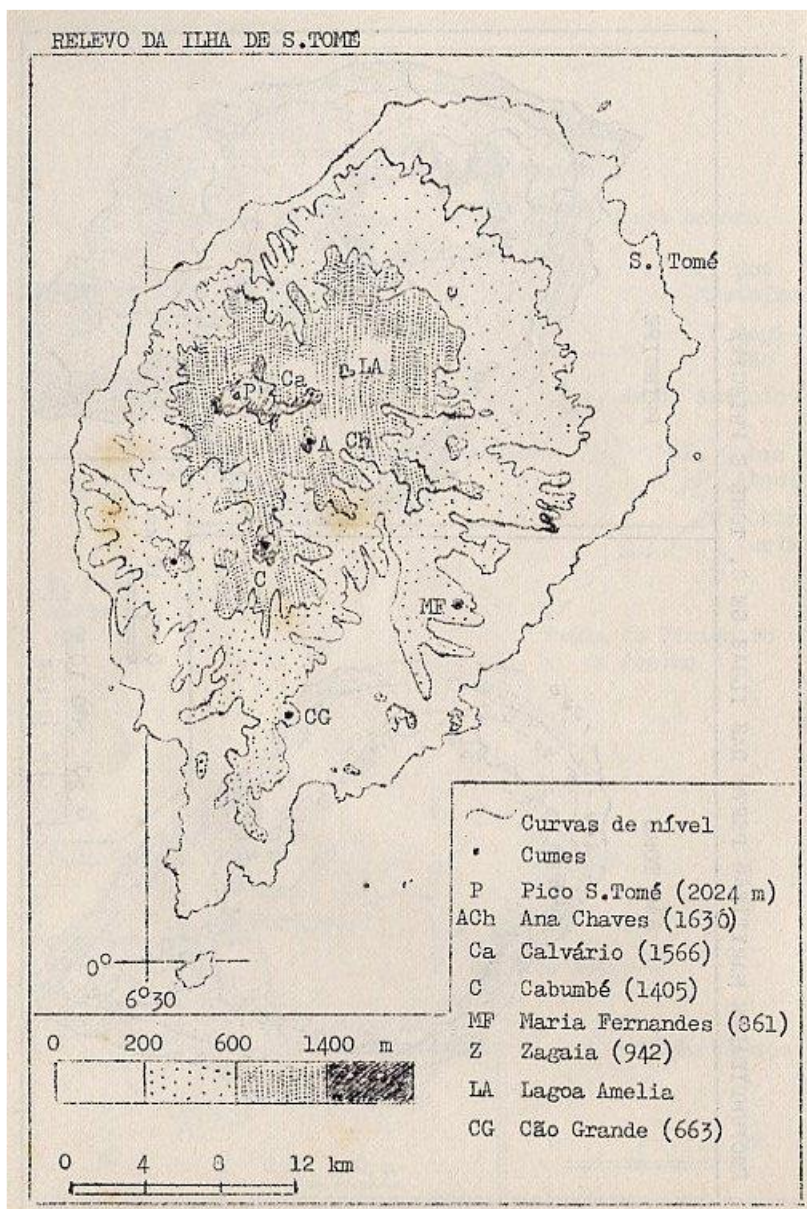 RELEVO DA ILHA DE S.TOMÉ
S. Tomé
LA
Ca
P
A Ch
Z
C
MF
CG
Curvas de nível
Cumes
P Pico S.Tomé (2024 m)
ACh Ana Chaves (1630)
Ca Calvário (1566)
C Cabumbé (1405)
MF Maria Fernandes (861)
Z Zagaia (942)
LA Lagoa Amelia
CG Cão Grande (663)
0°
6°30
0 200 600 1400 m
0 4 8 12 km